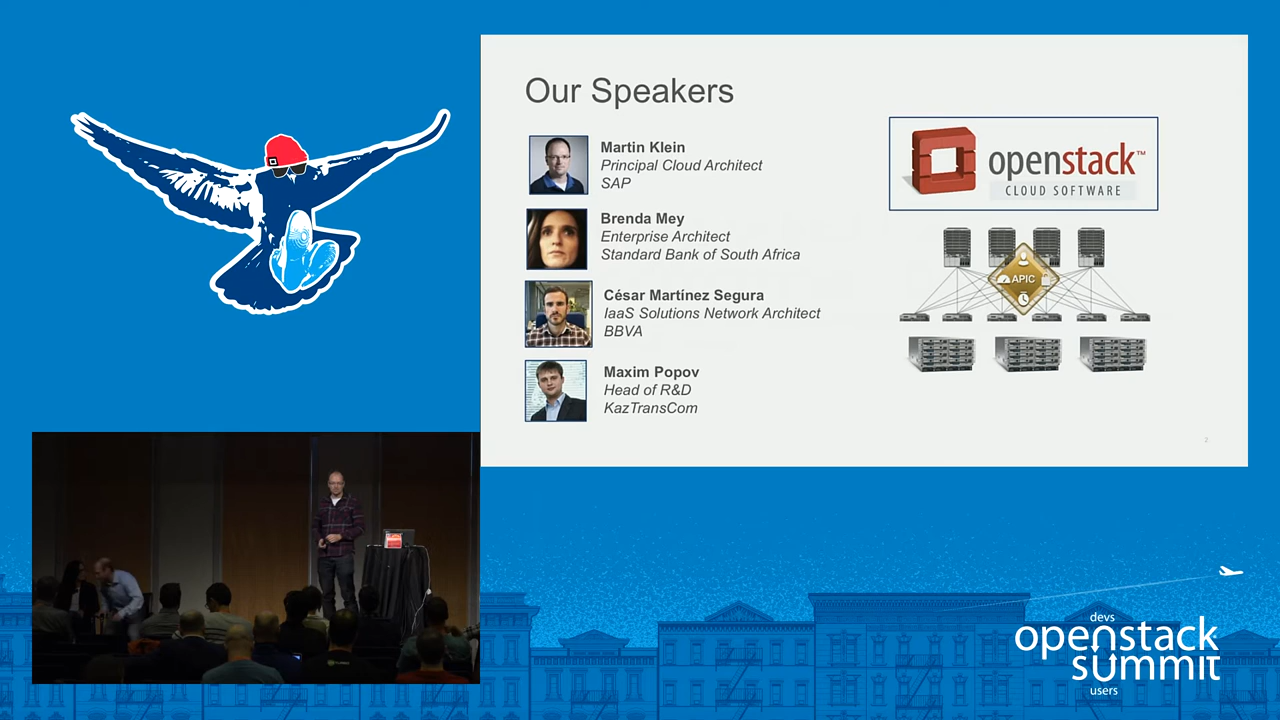 Our Speakers
Martin Klein
Principal Cloud Architect
SAP
Brenda Mey
Enterprise Architect
Standard Bank of South Africa
César Martínez Segura
IaaS Solutions Network Architect
BBVA
Maxim Popov
Head of R&D
KazTransCom
openstack™
CLOUD SOFTWARE
APIC
2
devs
openstack
summit
users